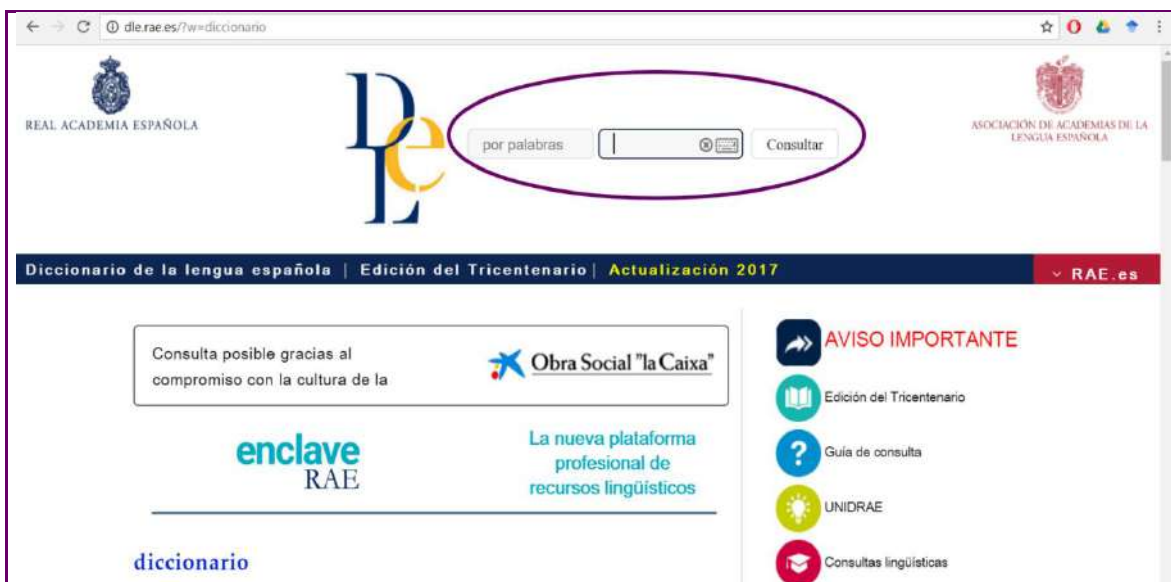 dle.rae.es/?w=diccionario
REAL ACADEMIA ESPAÑOLA
DLe
por palabras
Consultar
ASOCIACIÓN DE ACADEMIAS DE LA
LENGUA ESPAÑOLA
Diccionario de la lengua española | Edición del Tricentenario | Actualización 2017
RAE.es
Consulta posible gracias al
compromiso con la cultura de la
Obra Social "la Caixa"
AVISO IMPORTANTE
Edición del Tricentenario
enclave
RAE
La nueva plataforma
profesional de
recursos lingüísticos
Guía de consulta
UNIDRAE
diccionario
Consultas lingüísticas